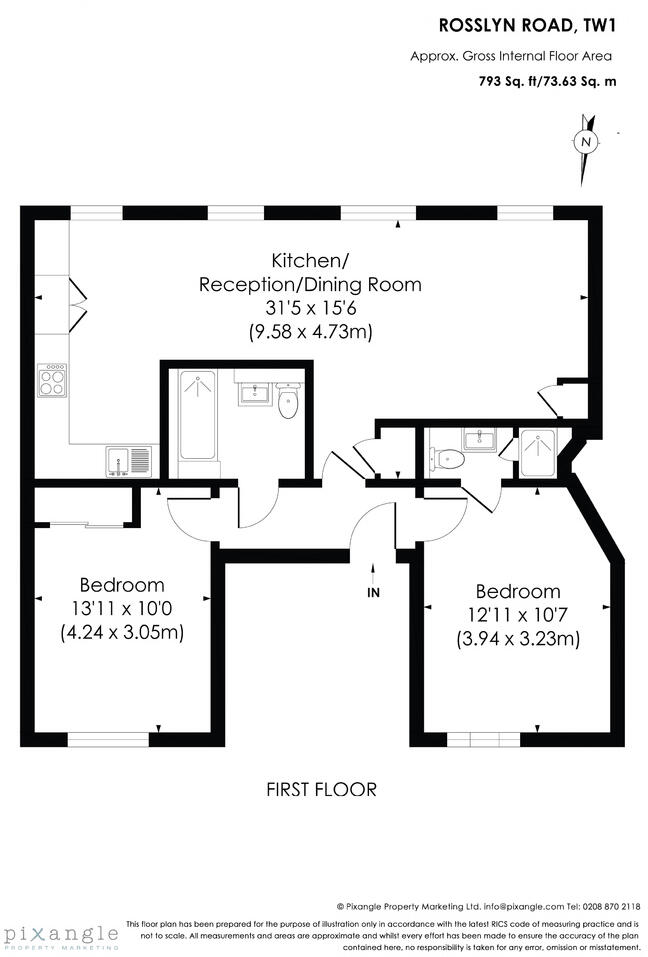 ROSSLYN ROAD, TW1
Approx. Gross Internal Floor Area
793 Sq. ft/73.63 Sq. m
N
Kitchen/
Reception/Dining Room
31'5 x 15'6
(9.58 x 4.73m)
Bedroom
13'11 x 10'0
(4.24 x 3.05m)
IN
Bedroom
12'11 x 10'7
(3.94 x 3.23m)
FIRST FLOOR
© Pixangle Property Marketing Ltd. info@pixangle.com Tel: 0208 870 2118
pixangle
PROPERTY MARKETING
This floor plan has been prepared for the purpose of illustration only in accordance with the latest RICS code of measuring practice and is
not to scale. All measurements and areas are approximate and whilst every effort has been made to ensure the accuracy of the plan
contained here, no responsibility is taken for any error, omission or misstatement.